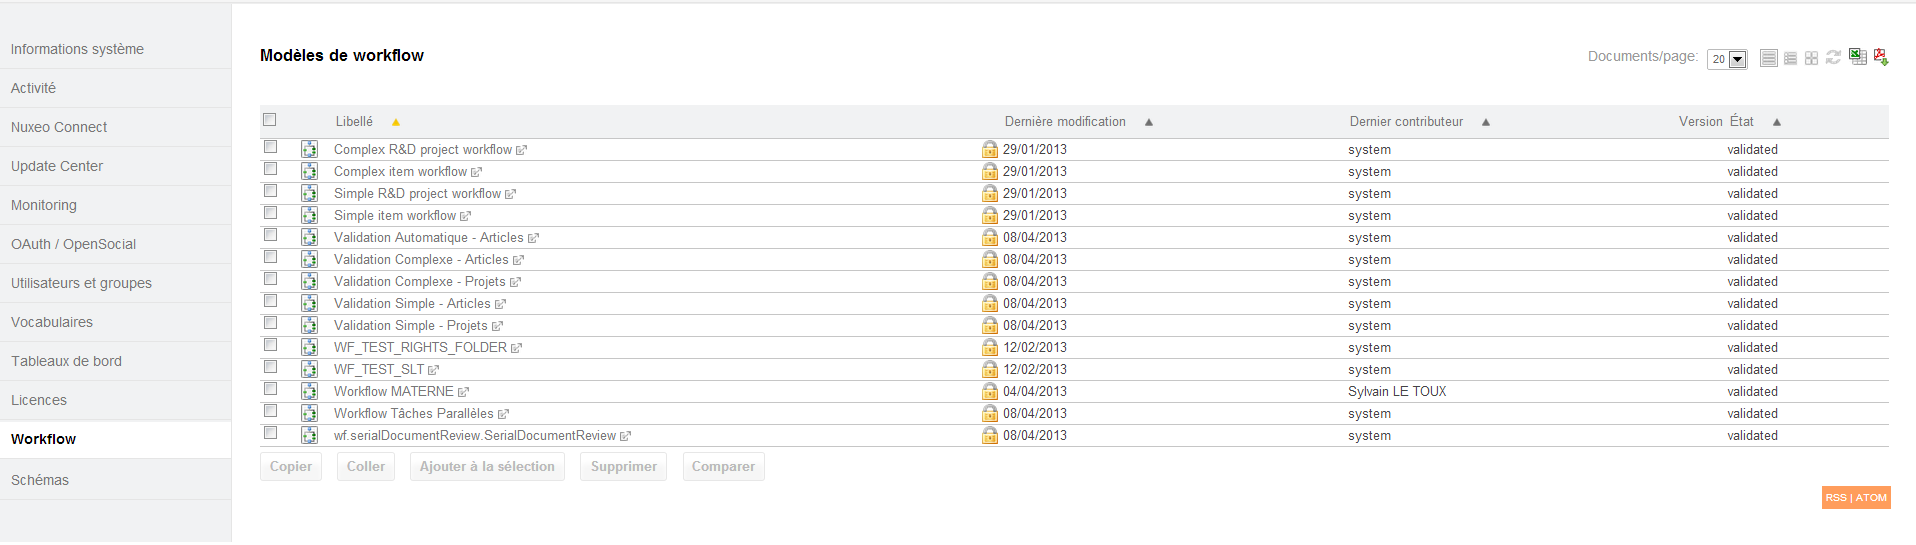 Informations système
Activité
Nuxeo Connect
Update Center
Monitoring
OAuth / OpenSocial
Utilisateurs et groupes
Vocabulaires
Tableaux de bord
Licences
Workflow
Schémas
Modèles de workflow
Documents/page: 20
Libellé Dernière modification Dernier contributeur Version État
Complex R&D project workflow 29/01/2013 system validated
Complex item workflow 29/01/2013 system validated
Simple R&D project workflow 29/01/2013 system validated
Simple item workflow 29/01/2013 system validated
Validation Automatique - Articles 08/04/2013 system validated
Validation Complexe - Articles 08/04/2013 system validated
Validation Complexe - Projets 08/04/2013 system validated
Validation Simple - Articles 08/04/2013 system validated
Validation Simple - Projets 08/04/2013 system validated
WF_TEST_RIGHTS_FOLDER 12/02/2013 system validated
WF_TEST_SLT 12/02/2013 system validated
Workflow MATERNE 04/04/2013 Sylvain LE TOUX validated
Workflow Tâches Parallèles 08/04/2013 system validated
wf.serialDocumentReview.SerialDocumentReview 08/04/2013 system validated
Copier Coller Ajouter à la sélection Supprimer Comparer
RSS | ATOM